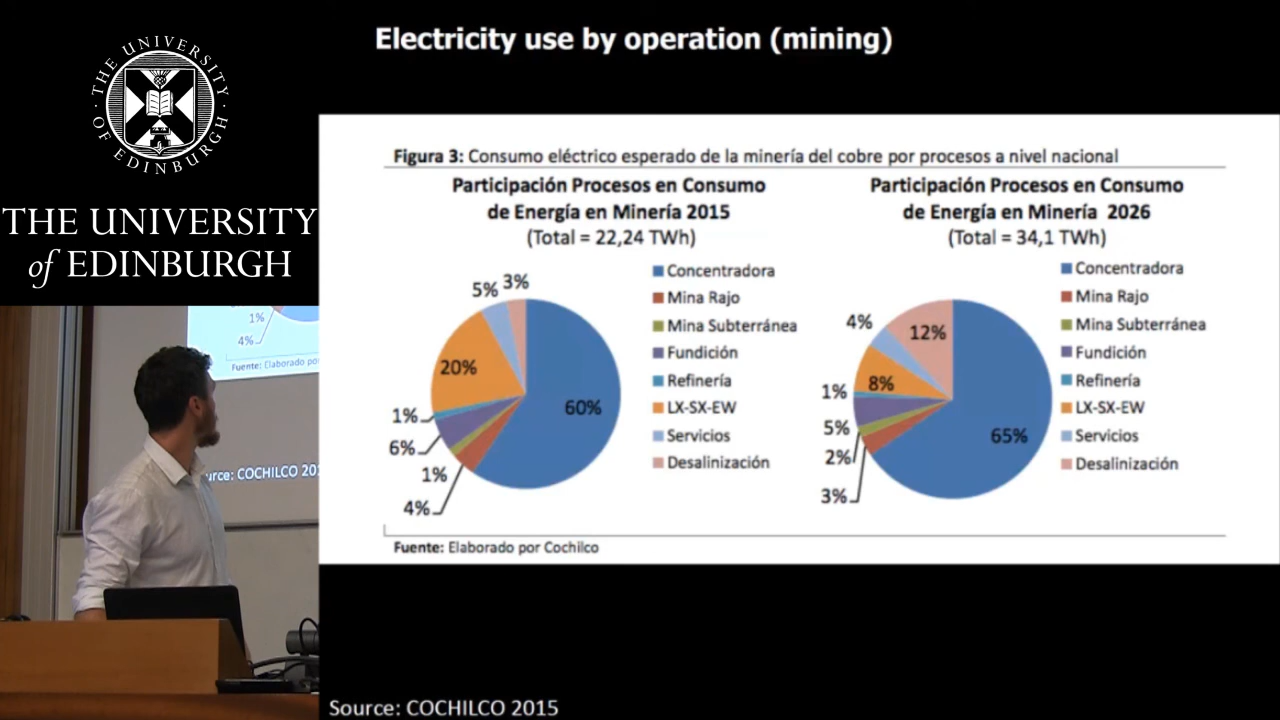 Electricity use by operation (mining)
THE UNIVERSITY OF EDINBURGH
THE UNIVERSITY
of EDINBURGH
Figura 3: Consumo eléctrico esperado de la minería del cobre por procesos a nivel nacional
Participación Procesos en Consumo
de Energía en Minería 2015
(Total = 22,24 TWh)
5%
3%
20%
60%
1%
6%
1%
4%
Concentradora
Mina Rajo
Mina Subterránea
Fundición
Refinería
LX-SX-EW
Servicios
Desalinización
Participación Procesos en Consumo
de Energía en Minería 2026
(Total = 34,1 TWh)
4%
12%
8%
1%
65%
5%
2%
3%
Concentradora
Mina Rajo
Mina Subterránea
Fundición
Refinería
LX-SX-EW
Servicios
Desalinización
Fuente: Elaborado por Cochilco
1%
4%
Fuente: Elaborado po
urce: COCHILCO 201
Source: COCHILCO 2015